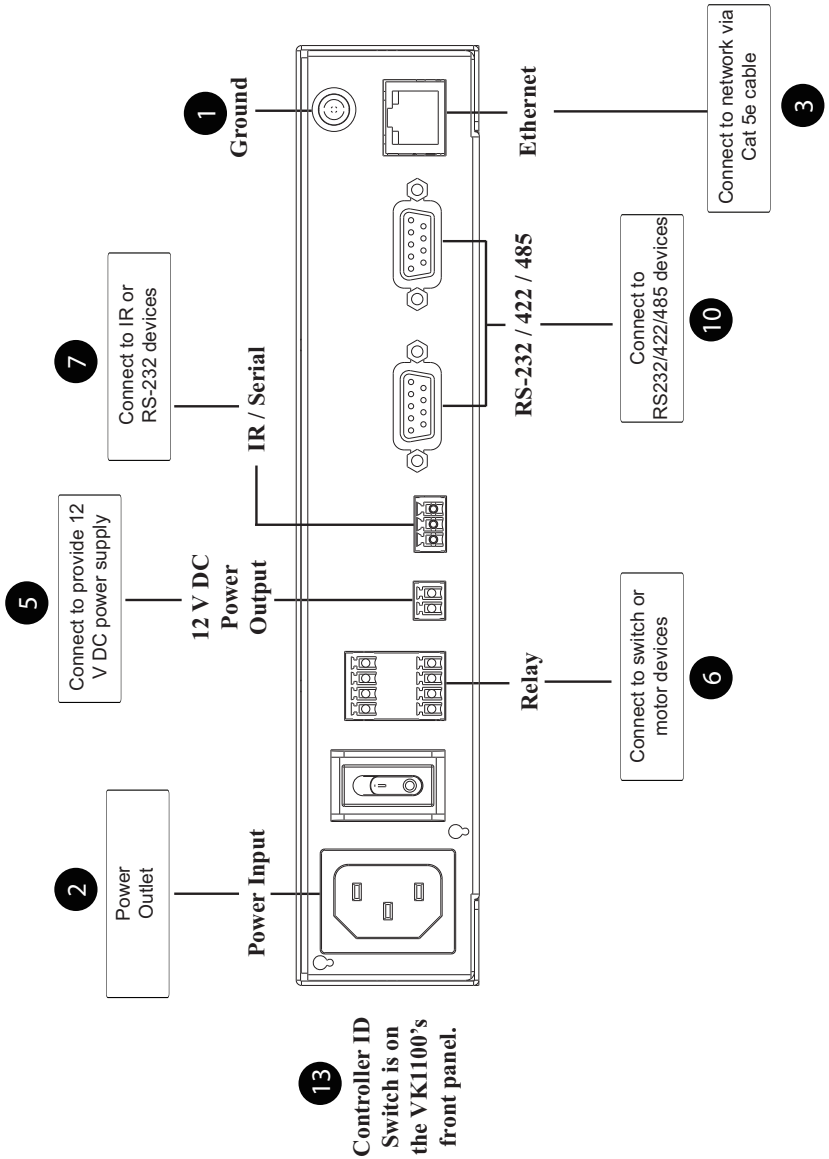 2
Power
Outlet
Power Input
5
Connect to provide 12
V DC power supply
12 V DC
Power
Output
7
Connect to IR or
RS-232 devices
IR / Serial
1
Ground
13
Controller ID
Switch is on
the VK1100's
front panel.
Relay
Connect to switch or
motor devices
6
RS-232 / 422 / 485
Connect to
RS232/422/485 devices
10
Ethernet
Connect to network via
Cat 5e cable
3